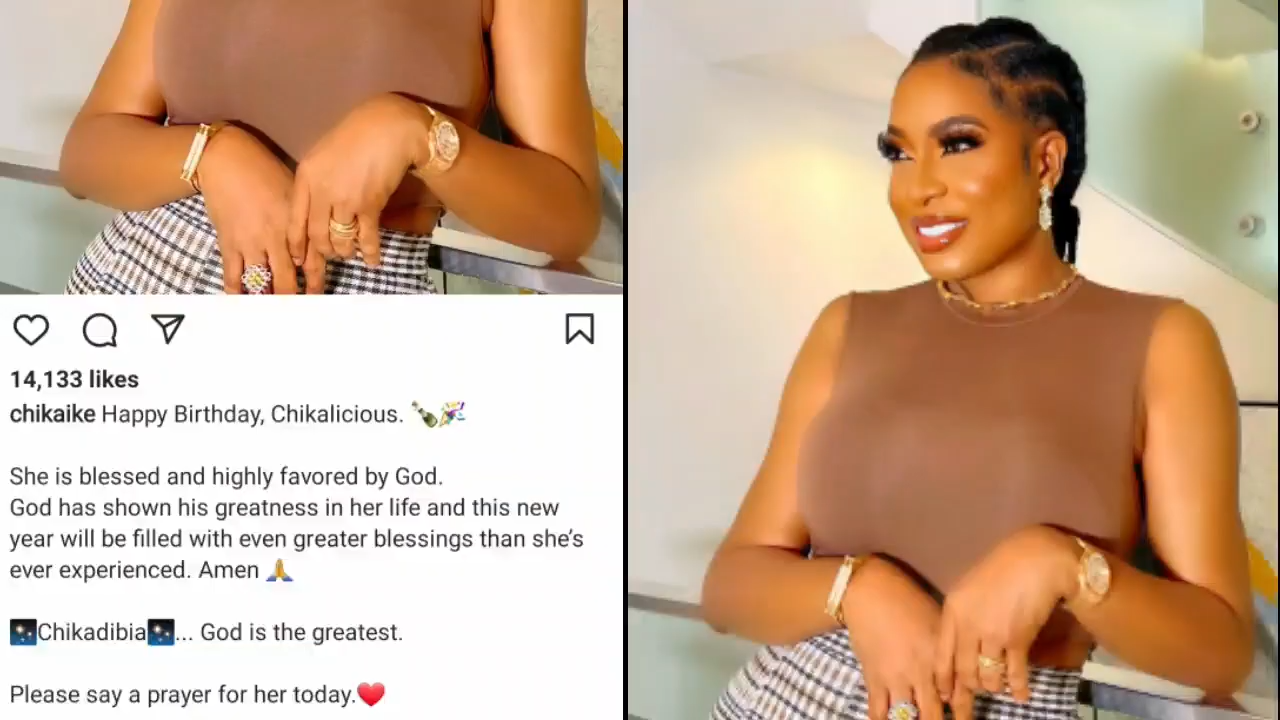 14,133 likes
chikaike Happy Birthday, Chikalicious. 🍾🎉
She is blessed and highly favored by God.
God has shown his greatness in her life and this new
year will be filled with even greater blessings than she’s
ever experienced. Amen 🙏
🌌Chikadibia🌌... God is the greatest.
Please say a prayer for her today.❤️